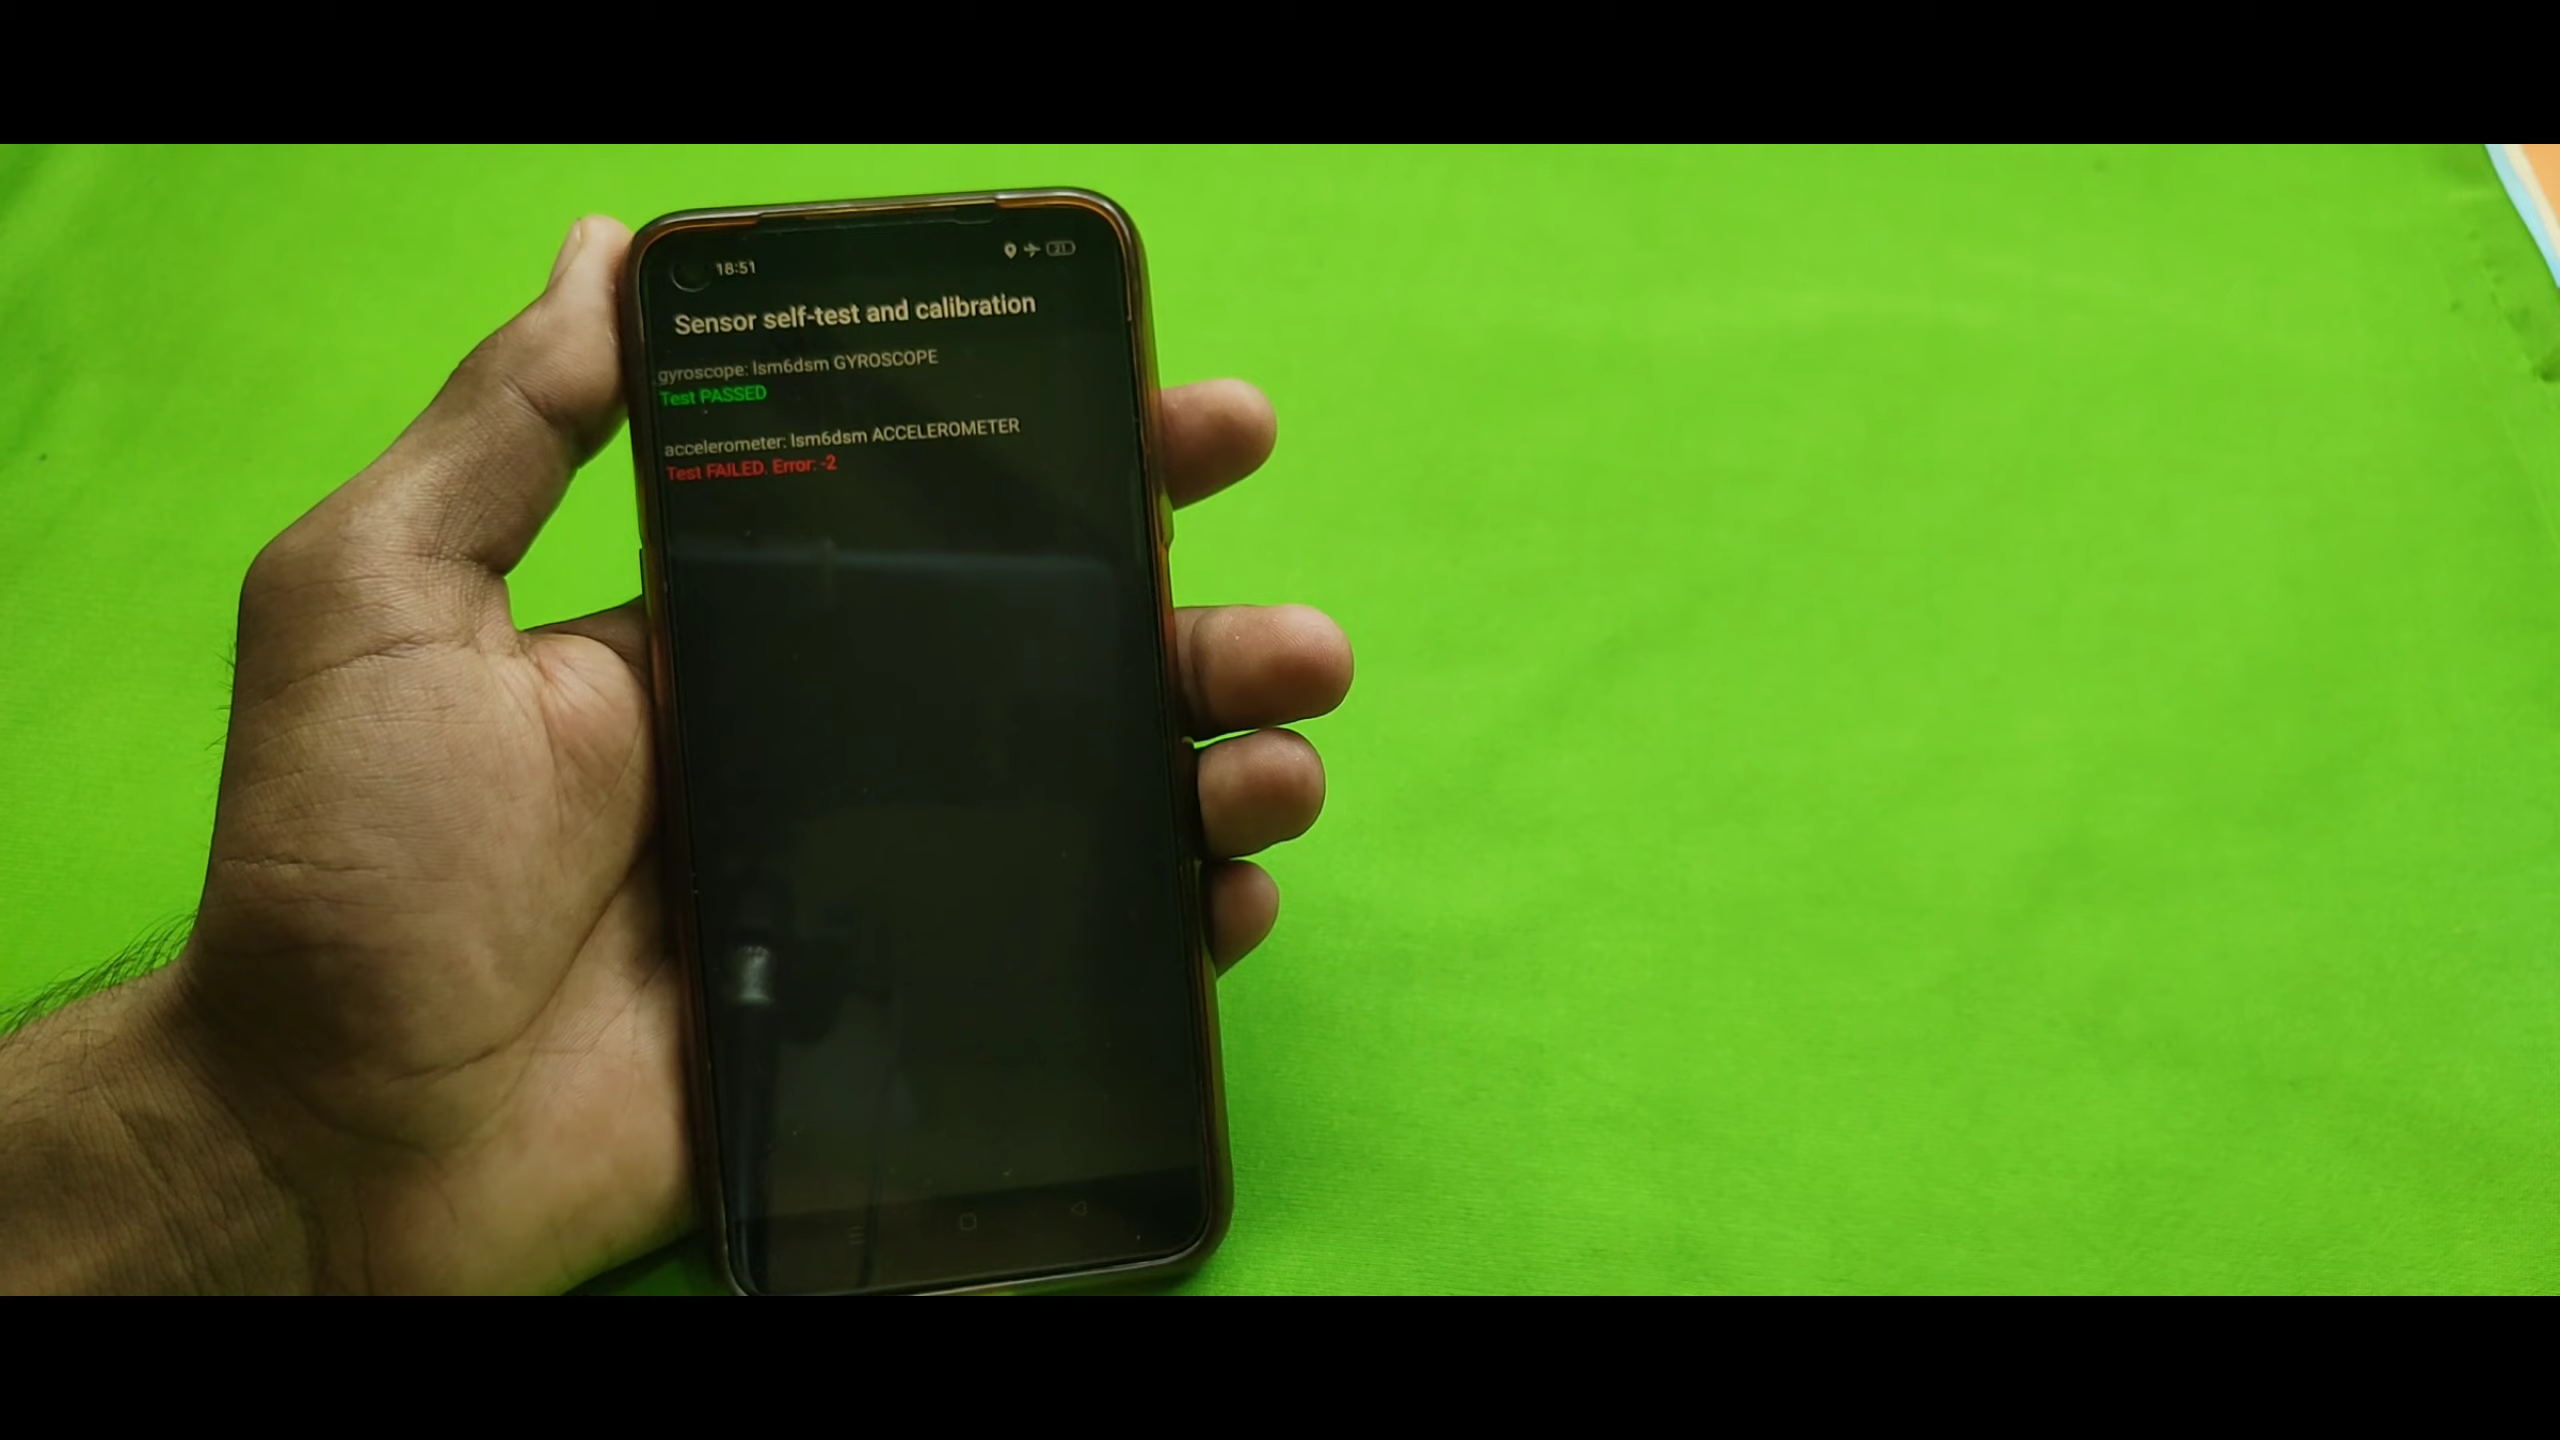 18:51
21
Sensor self-test and calibration
gyroscope: lsm6dsm GYROSCOPE
Test PASSED
accelerometer: lsm6dsm ACCELEROMETER
Test FAILED. Error: -2